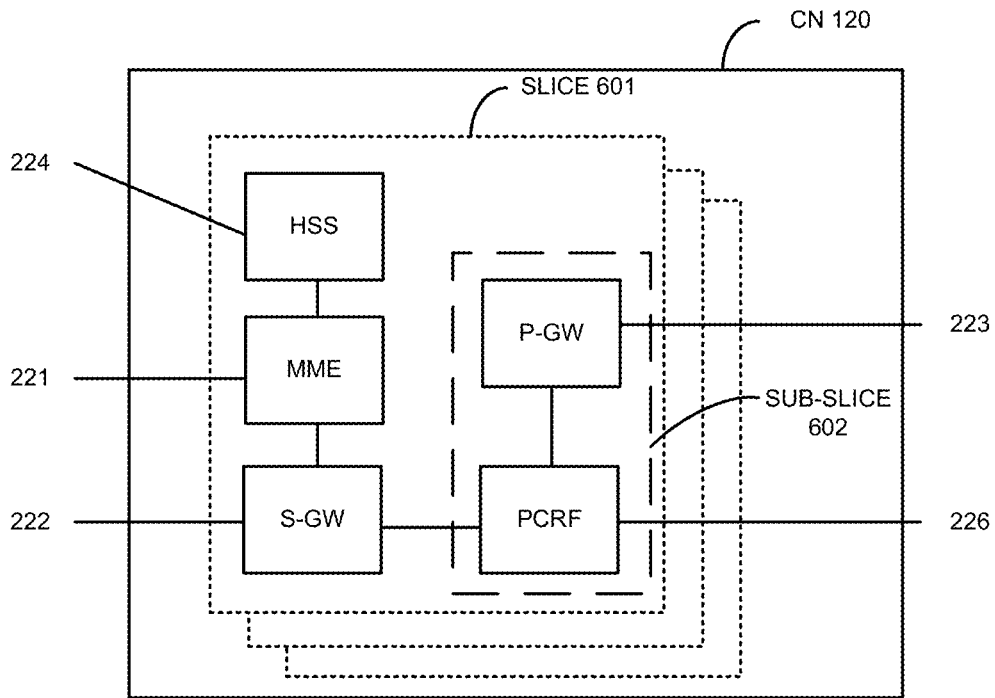 CN 120
SLICE 601
224
HSS
P-GW
223
221
MME
SUB-SLICE
602
222
S-GW
PCRF
226